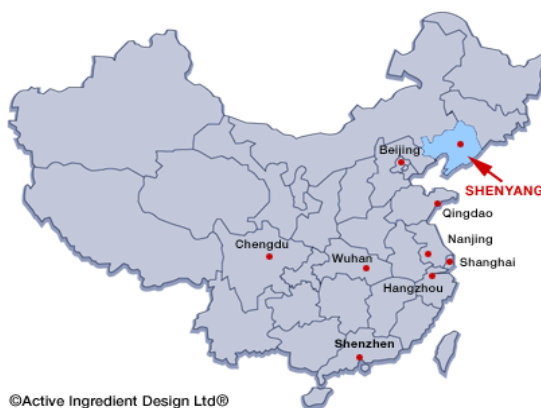 Beijing
SHENYANG
Qingdao
Nanjing
Chengdu
Wuhan
Shanghai
Hangzhou
Shenzhen
©Active Ingredient Design Ltd®